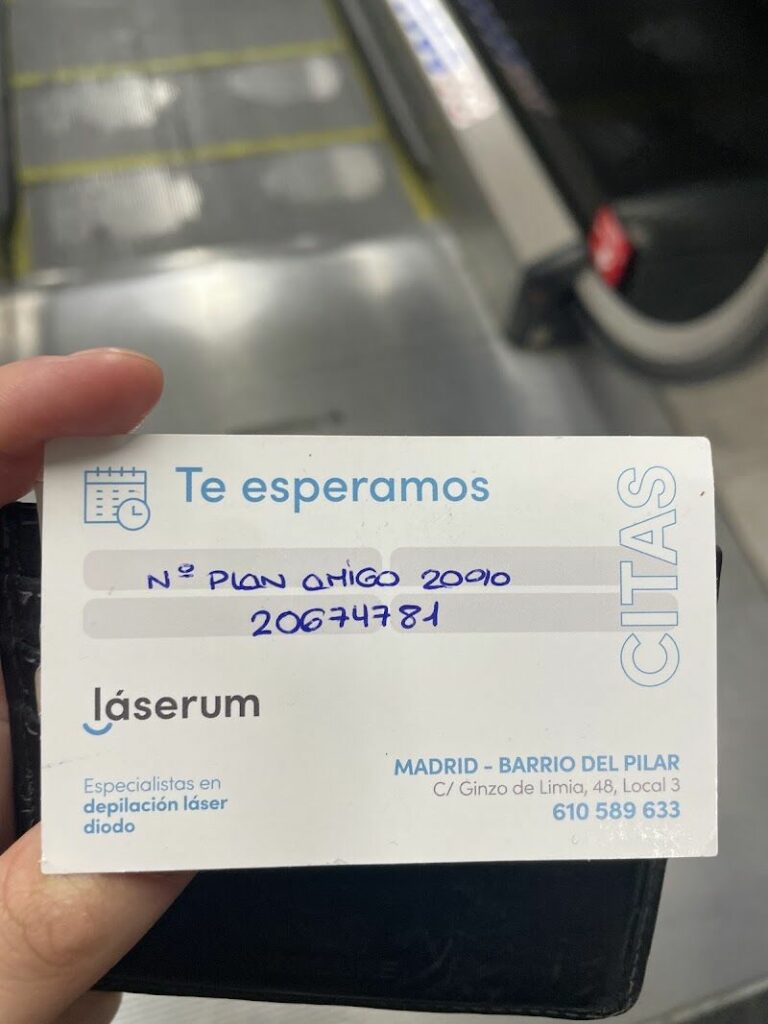 Te esperamos
CITAS
Nº PLAN AMIGO 20%
20674781
láserum
Especialistas en
depilación láser
diodo
MADRID - BARRIO DEL PILAR
C/ Ginzo de Limia, 48, Local 3
610 589 633